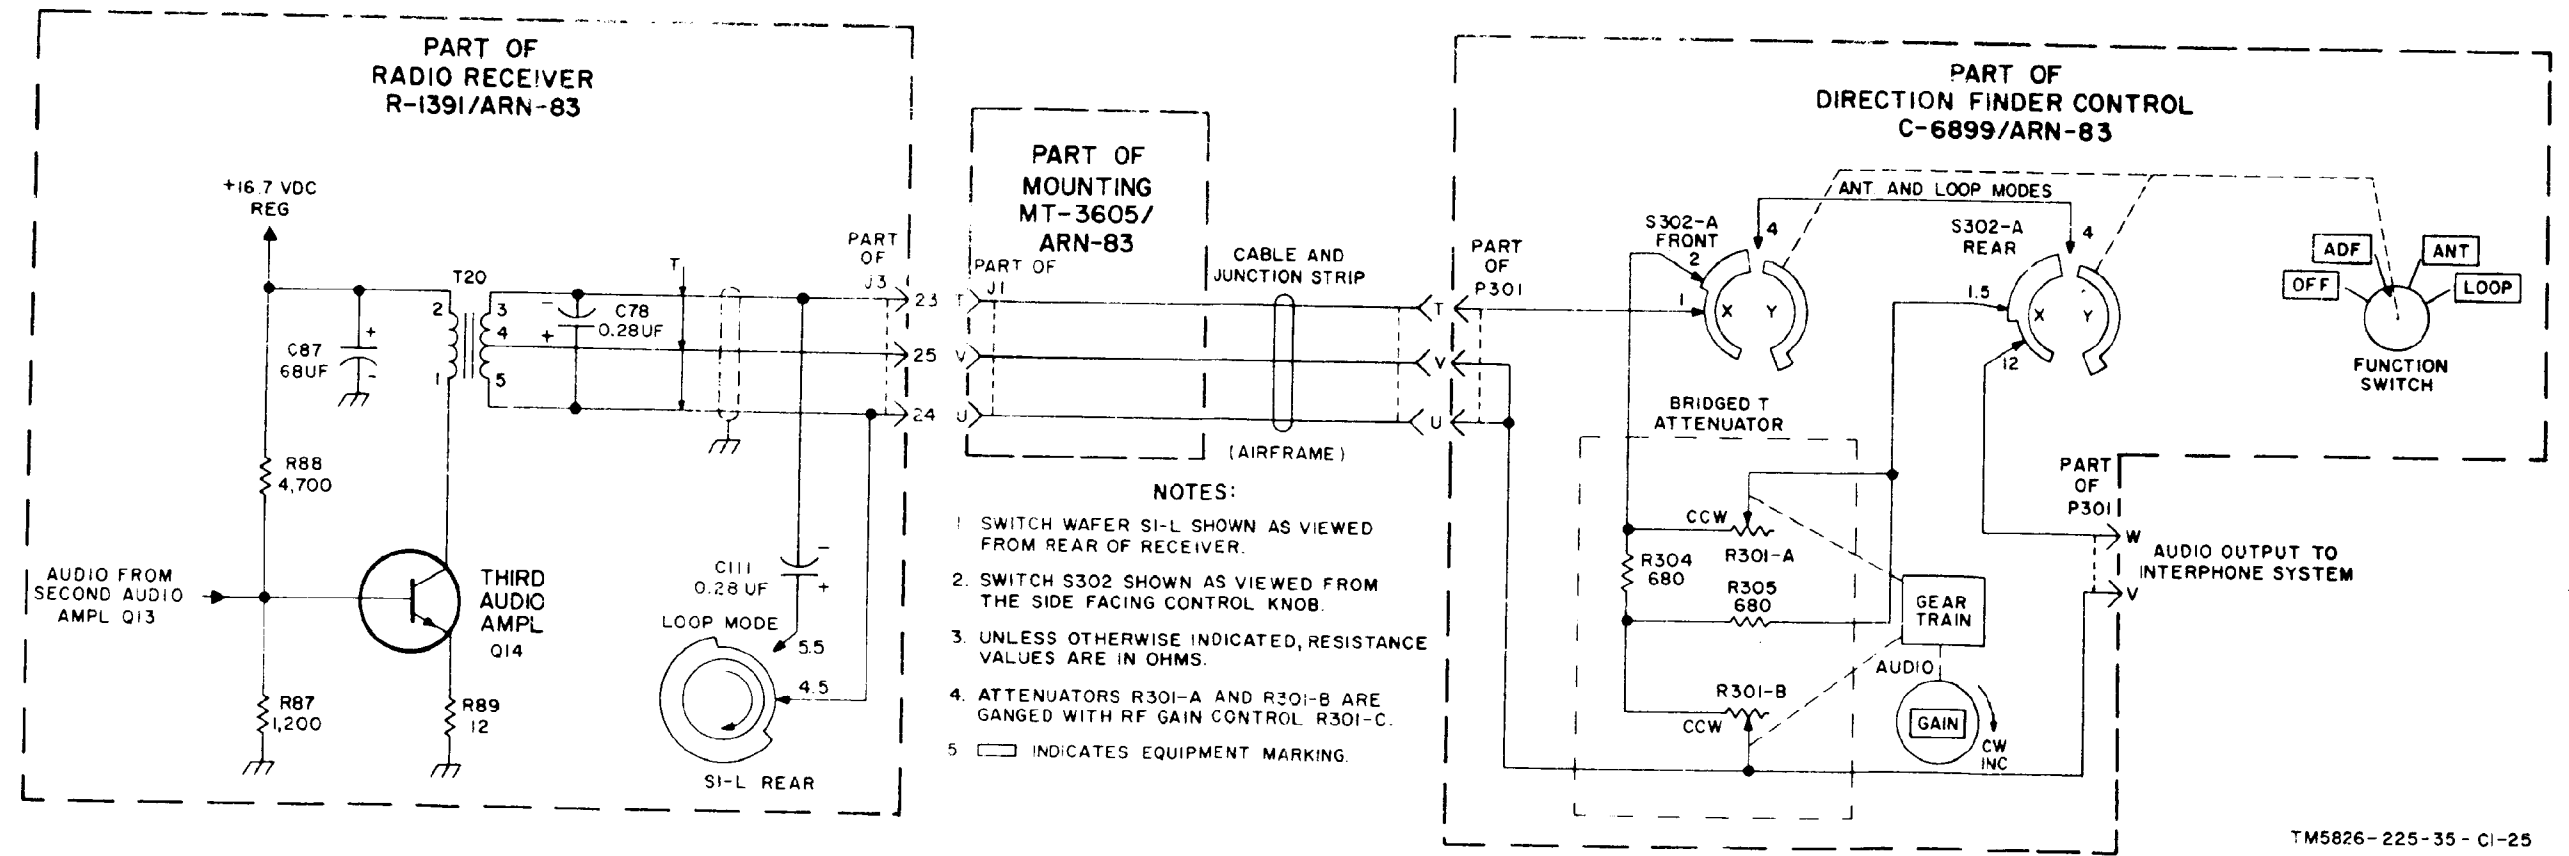 PART OF
RADIO RECEIVER
R-1391/ARN-83
+16.7 VDC
REG
T20
2
3
4
1
5
C87
68UF
+
-
-
+
C78
0.28UF
T
PART
OF
J3
23
25
24
R88
4,700
AUDIO FROM
SECOND AUDIO
AMPL Q13
THIRD
AUDIO
AMPL
Q14
R87
1,200
R89
12
C111
0.28 UF
-
+
LOOP MODE
5.5
4.5
S1-L REAR
PART OF
MOUNTING
MT-3605/
ARN-83
PART OF
J1
T
V
U
CABLE AND
JUNCTION STRIP
(AIRFRAME)
NOTES:
1 SWITCH WAFER S1-L SHOWN AS VIEWED
FROM REAR OF RECEIVER.
2. SWITCH S302 SHOWN AS VIEWED FROM
THE SIDE FACING CONTROL KNOB.
3. UNLESS OTHERWISE INDICATED, RESISTANCE
VALUES ARE IN OHMS.
4. ATTENUATORS R301-A AND R301-B ARE
GANGED WITH RF GAIN CONTROL R301-C.
5 INDICATES EQUIPMENT MARKING.
PART OF
DIRECTION FINDER CONTROL
C-6899/ARN-83
PART
OF
P301
T
V
U
ANT. AND LOOP MODES
S302-A
FRONT
2
4
1
X
Y
S302-A
REAR
4
1.5
X
Y
12
ADF
ANT
OFF
LOOP
FUNCTION
SWITCH
BRIDGED T
ATTENUATOR
CCW
R301-A
R304
680
R305
680
R301-B
CCW
GEAR
TRAIN
AUDIO
GAIN
CW
INC
PART
OF
P301
W
V
AUDIO OUTPUT TO
INTERPHONE SYSTEM
TM5826-225-35-C1-25